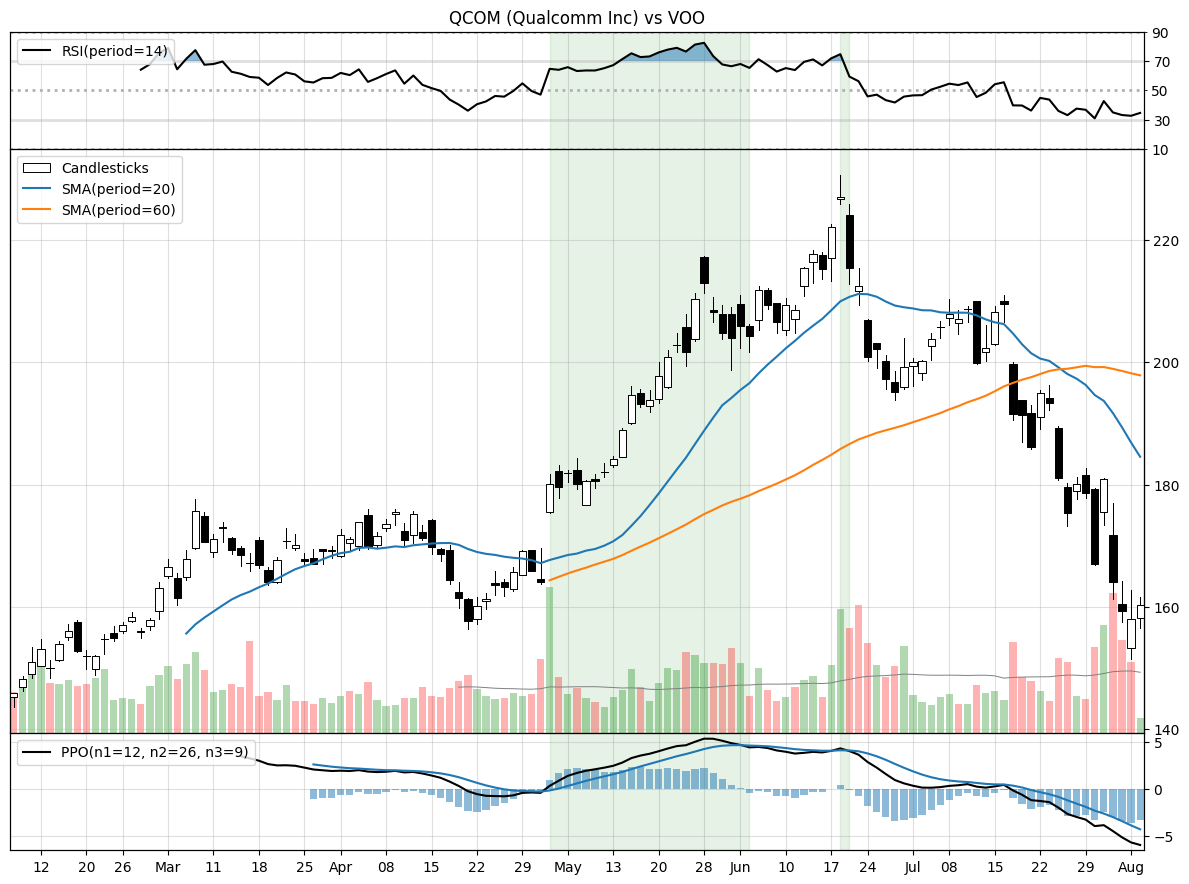 QCOM (Qualcomm Inc) vs VOO
RSI(period=14)
90
70
50
30
10
Candlesticks
SMA(period=20)
SMA(period=60)
220
200
180
160
140
PPO(n1=12, n2=26, n3=9)
5
0
−5
12 20 26 Mar 11 18 25 Apr 08 15 22 29 May 13 20 28 Jun 10 17 24 Jul 08 15 22 29 Aug